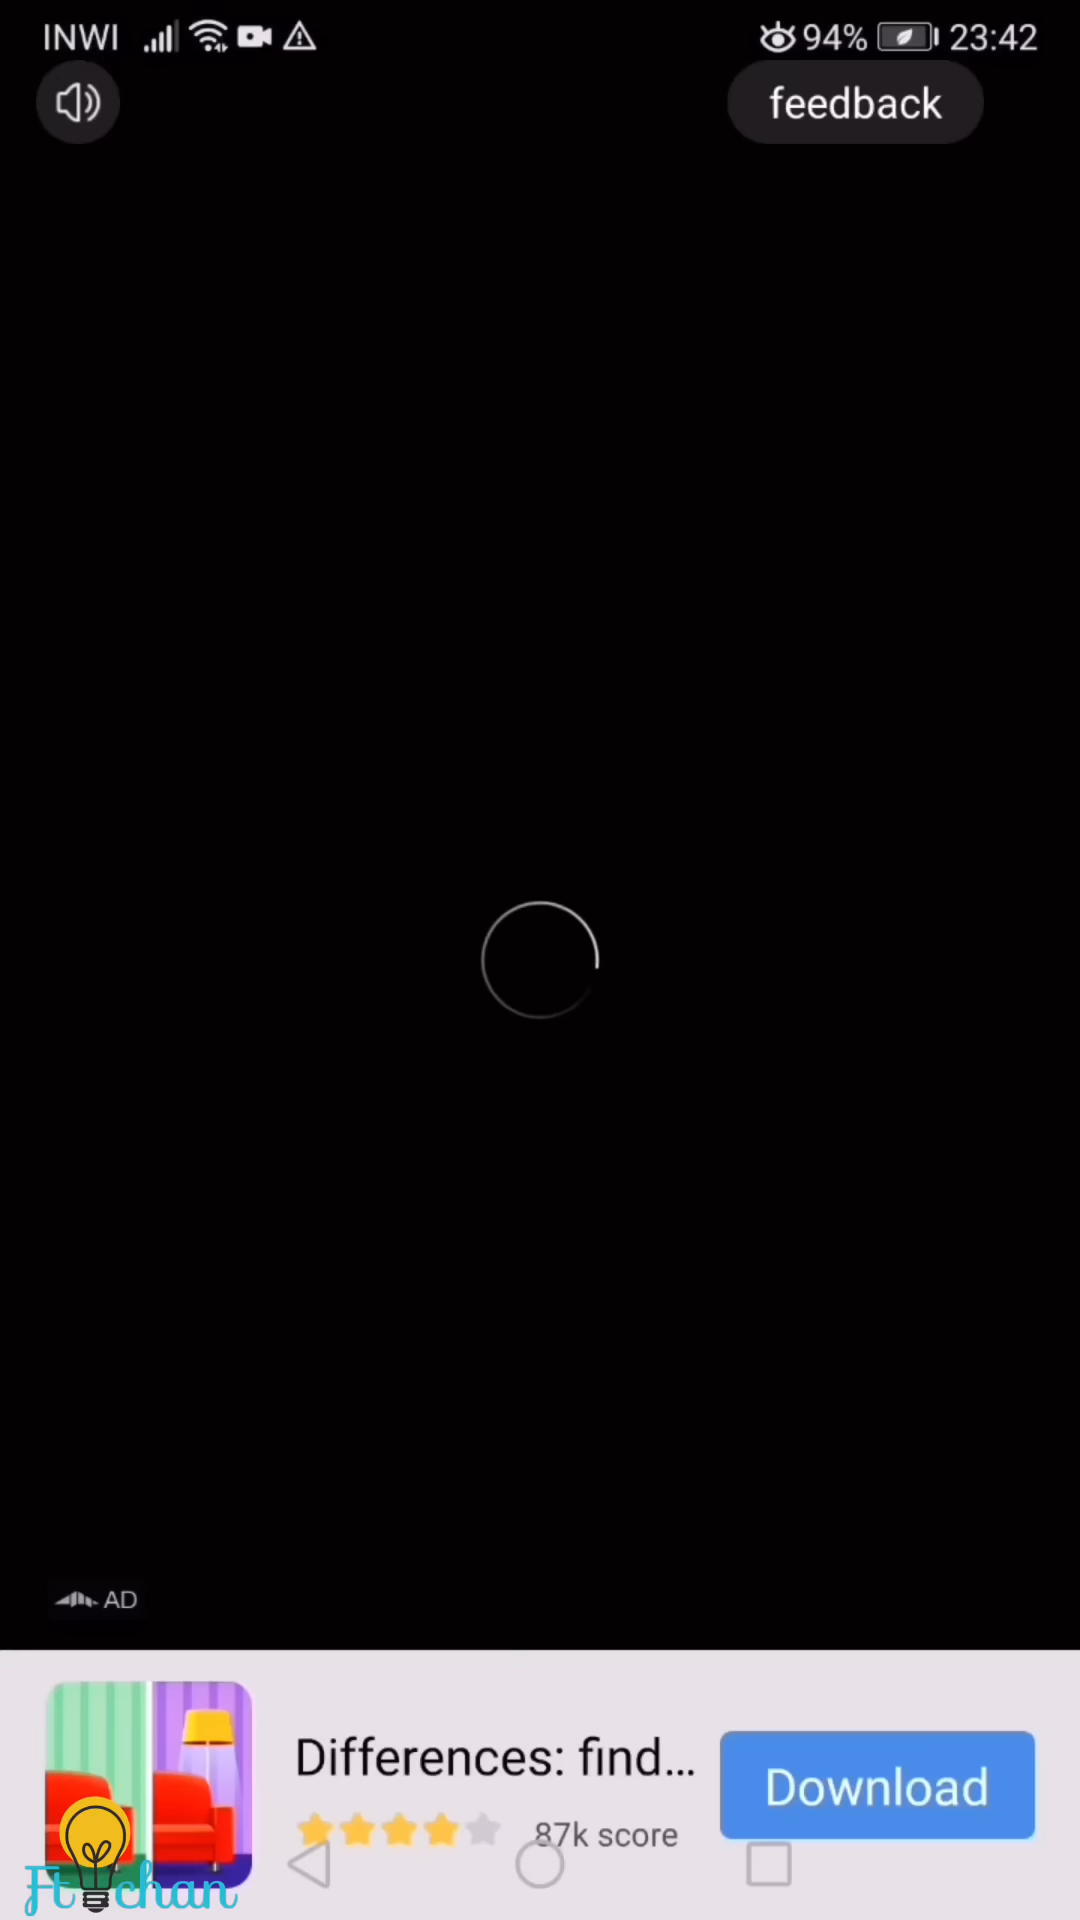 INWI 94% 23:42
feedback
AD
Differences: find...
Download
87k score
Ft chan